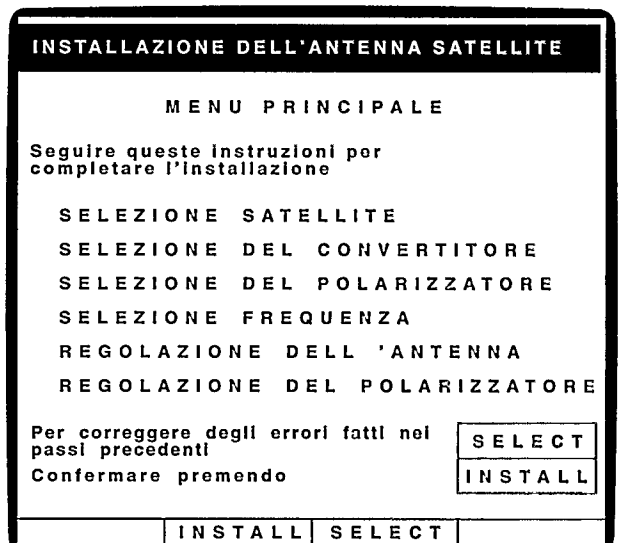 INSTALLAZIONE DELL'ANTENNA SATELLITE
MENU PRINCIPALE
Seguire queste instruzioni per
completare l'installazione
SELEZIONE SATELLITE
SELEZIONE DEL CONVERTITORE
SELEZIONE DEL POLARIZZATORE
SELEZIONE FREQUENZA
REGOLAZIONE DELL 'ANTENNA
REGOLAZIONE DEL POLARIZZATORE
Per correggere degli errori fatti nei
passi precedenti
SELECT
Confermare premendo
INSTALL
INSTALL SELECT